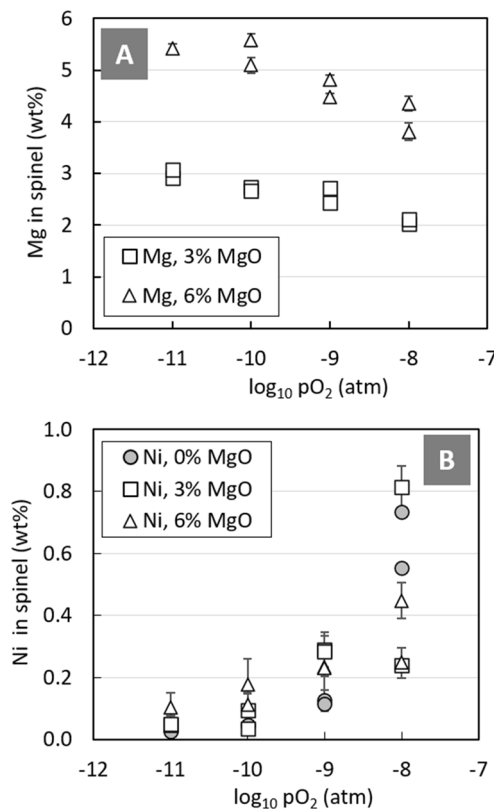 A
6
5
4
3
2
1
0
Mg in spinel (wt%)
Mg, 3% MgO
Mg, 6% MgO
-12 -11 -10 -9 -8 -7
log₁₀ pO₂ (atm)
B
1.0
0.8
0.6
0.4
0.2
0.0
Ni in spinel (wt%)
Ni, 0% MgO
Ni, 3% MgO
Ni, 6% MgO
-12 -11 -10 -9 -8 -7
log₁₀ pO₂ (atm)